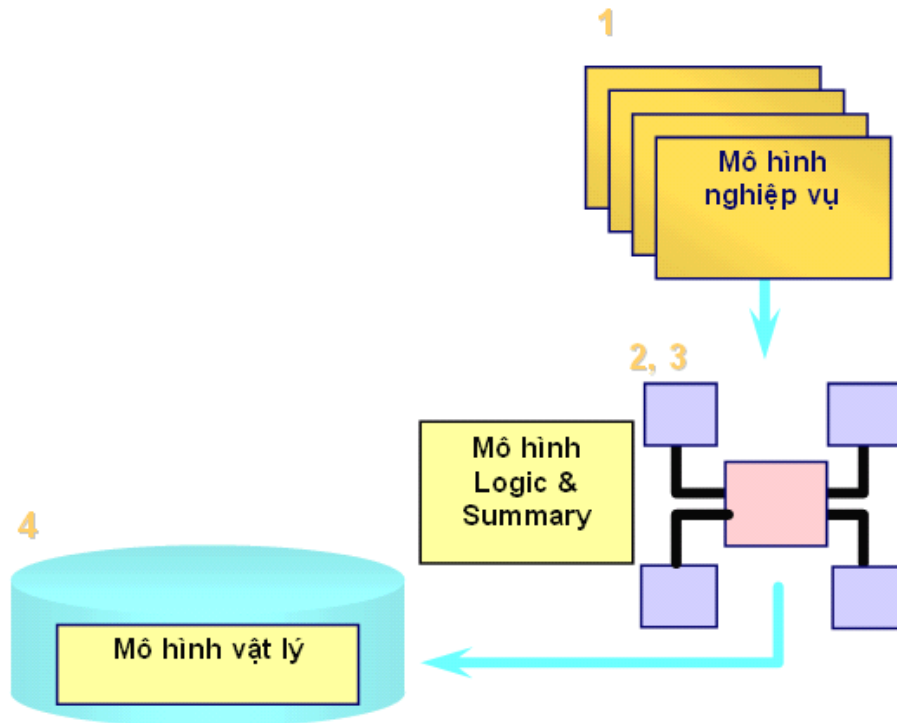 1
Mô hình
nghiệp vụ
2, 3
Mô hình
Logic &
Summary
4
Mô hình vật lý